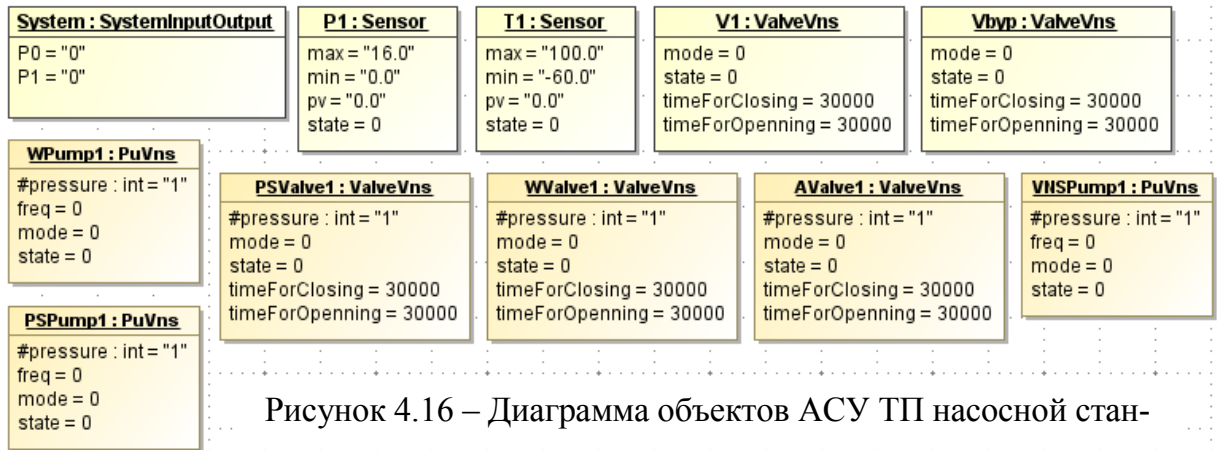 System : SystemInputOutput
P0 = "0"
P1 = "0"
P1 : Sensor
max = "16.0"
min = "0.0"
pv = "0.0"
state = 0
T1 : Sensor
max = "100.0"
min = "-60.0"
pv = "0.0"
state = 0
V1 : ValveVns
mode = 0
state = 0
timeForClosing = 30000
timeForOpenning = 30000
Vbyp : ValveVns
mode = 0
state = 0
timeForClosing = 30000
timeForOpenning = 30000
WPump1 : PuVns
#pressure : int = "1"
freq = 0
mode = 0
state = 0
PSValve1 : ValveVns
#pressure : int = "1"
mode = 0
state = 0
timeForClosing = 30000
timeForOpenning = 30000
WValve1 : ValveVns
#pressure : int = "1"
mode = 0
state = 0
timeForClosing = 30000
timeForOpenning = 30000
AValve1 : ValveVns
#pressure : int = "1"
mode = 0
state = 0
timeForClosing = 30000
timeForOpenning = 30000
VNSPump1 : PuVns
#pressure : int = "1"
freq = 0
mode = 0
state = 0
PSPump1 : PuVns
#pressure : int = "1"
freq = 0
mode = 0
state = 0
Рисунок 4.16 – Диаграмма объектов АСУ ТП насосной стан-